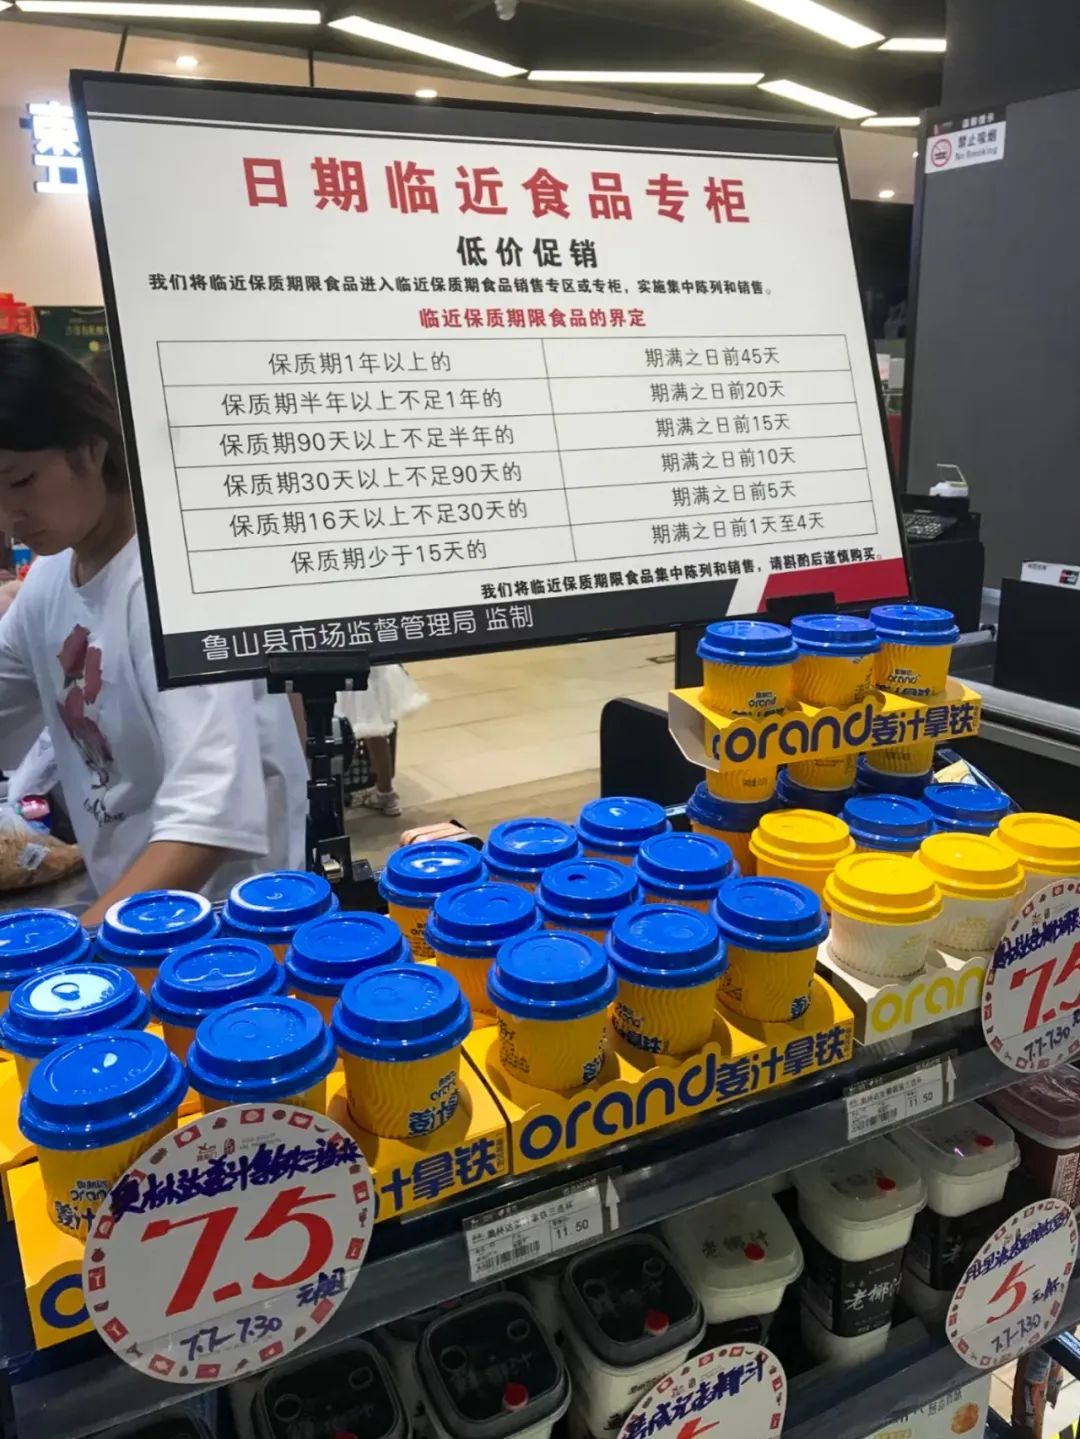 日期临近食品专柜
低价促销
我们将临近保质期限食品进入临近保质期食品销售专区或专柜，实施集中陈列和销售。
临近保质期限食品的界定
保质期1年以上的 期满之日前45天
保质期半年以上不足1年的 期满之日前20天
保质期90天以上不足半年的 期满之日前15天
保质期30天以上不足90天的 期满之日前10天
保质期16天以上不足30天的 期满之日前5天
保质期少于15天的 期满之日前1天至4天
我们将临近保质期限食品集中陈列和销售，请斟酌后谨慎购买。
鲁山县市场监督管理局 监制
禁止吸烟
No Smoking
orand姜汁拿铁
orand姜汁拿铁
oran
汁拿铁
11.50
11.50
奥林达姜汁拿铁
7.5
7.7-7.30
7.5
7.7-7.30
老椰汁
老椰汁
5
7.7-7.30